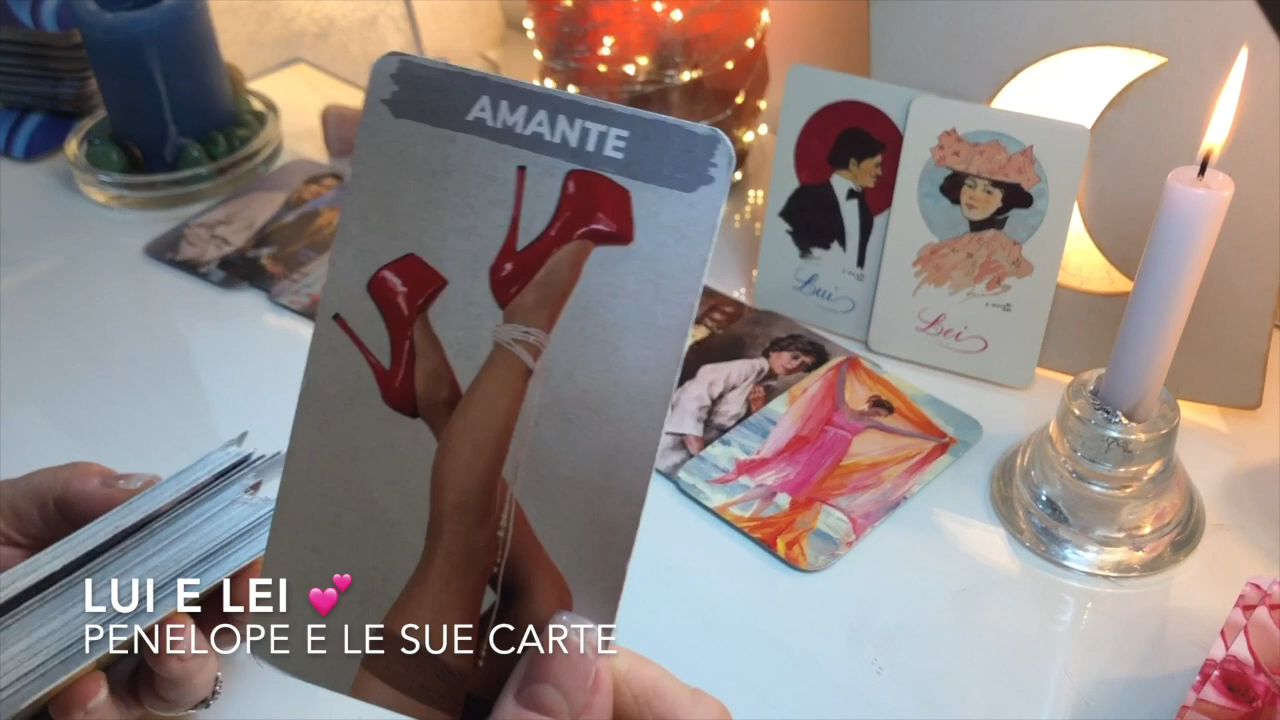 AMANTE
Lui
Lei
LUI E LEI 💕
PENELOPE E LE SUE CARTE